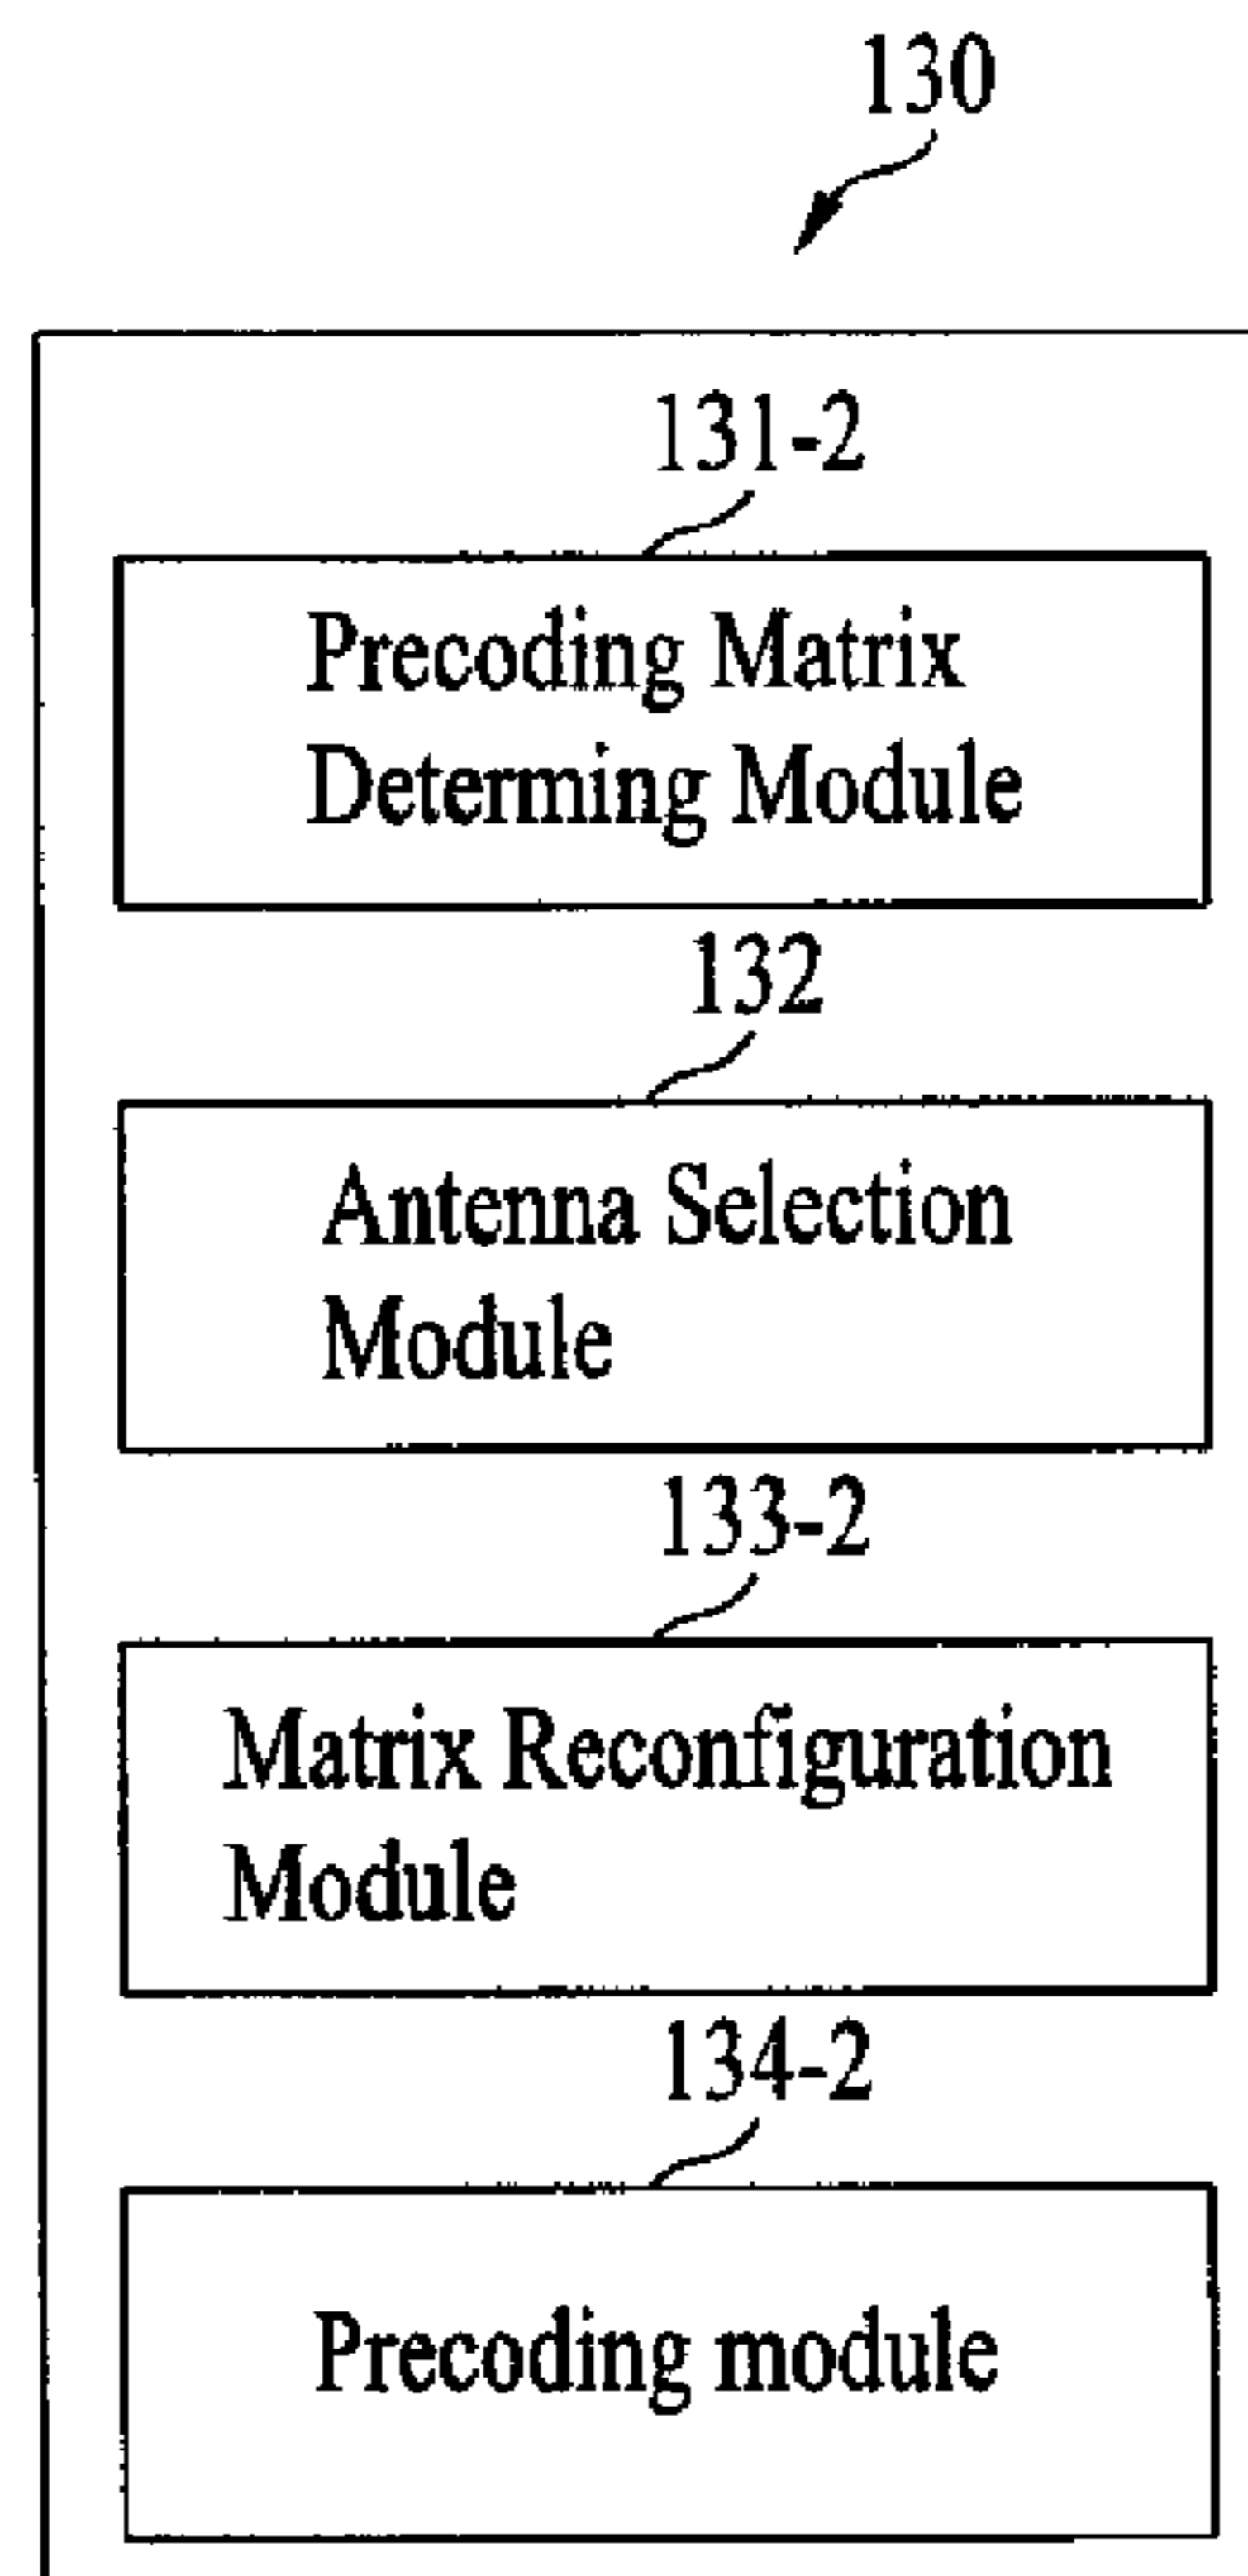 130
131-2
Precoding Matrix
Determing Module
132
Antenna Selection
Module
133-2
Matrix Reconfiguration
Module
134-2
Precoding module